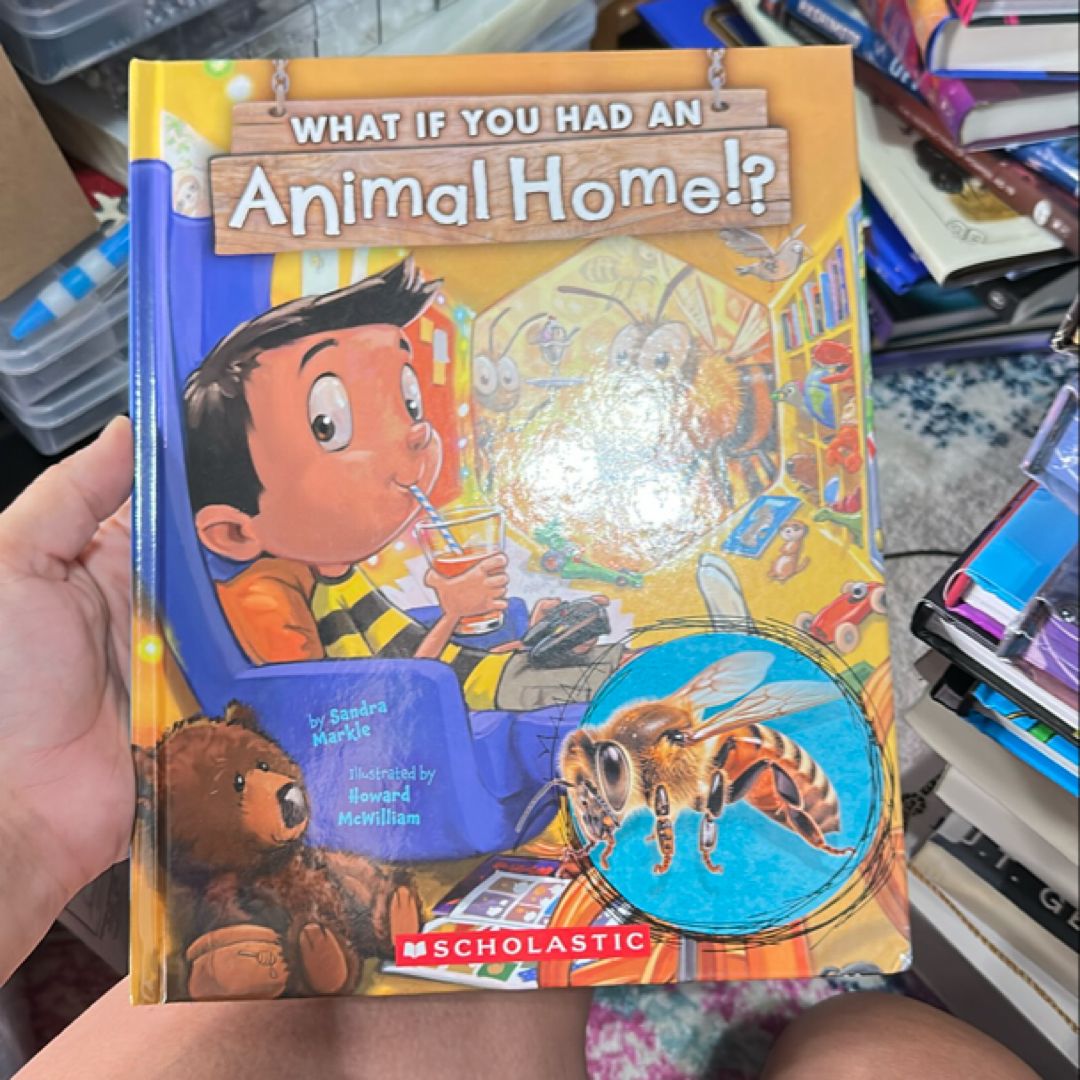 WHAT IF YOU HAD AN
Animal Home!?
by Sandra
Markle
Illustrated by
Howard
McWilliam
SCHOLASTIC